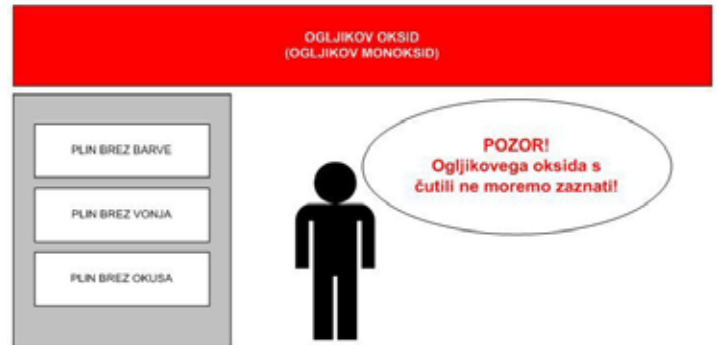 OGLJIKOV OKSID
(OGLJIKOV MONOKSID)
PLIN BREZ BARVE
PLIN BREZ VONJA
PLIN BREZ OKUSA
POZOR!
Ogljikovega oksida s
čutili ne moremo zaznati!